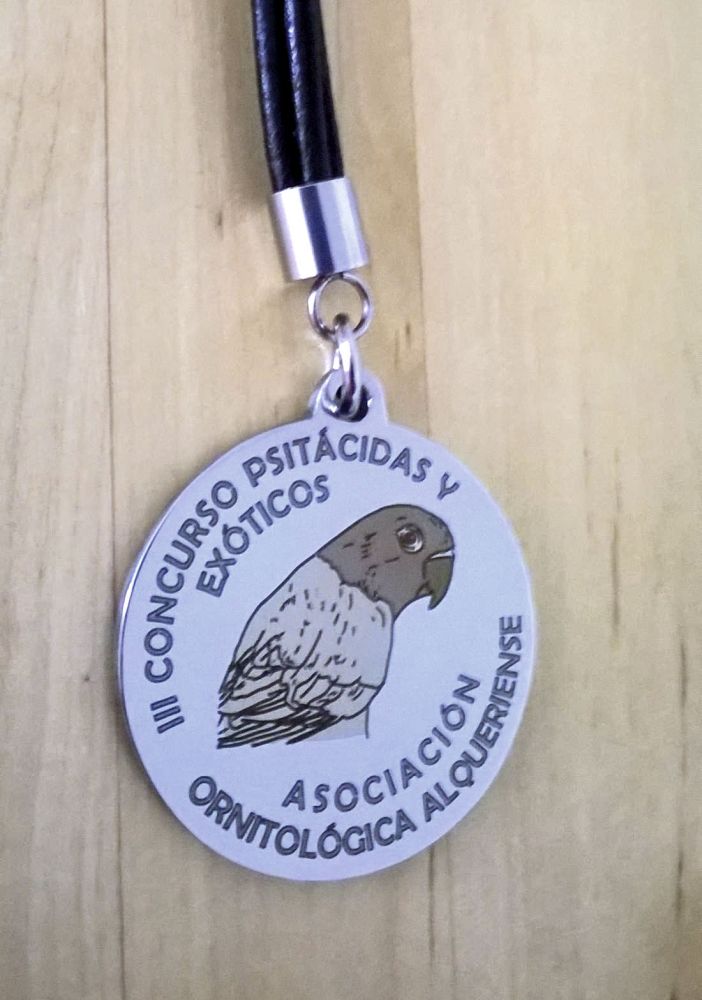 III CONCURSO PSITÁCIDAS Y
EXÓTICOS
ASOCIACIÓN
ORNITOLÓGICA ALQUERIENSE